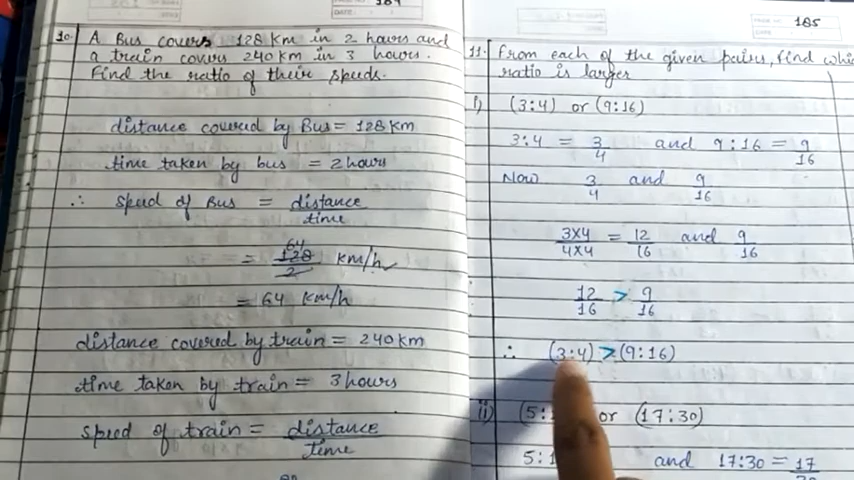 184
10. A Bus covers 128 Km in 2 hours and
a train covers 240 Km in 3 hours.
Find the ratio of their speeds.
distance covered by Bus = 128 Km
time taken by bus = 2 hours
∴ speed of Bus = distance
time
= 64
128 Km/h
2
= 64 Km/h
distance covered by train = 240 Km
time taken by train = 3 hours
speed of train = distance
time
185
11. From each of the given pairs, find
ratio is larger
i) (3:4) or (9:16)
3:4 = 3/4 and 9:16 = 9/16
Now 3/4 and 9/16
3×4/4×4 = 12/16 and 9/16
12/16 > 9/16
∴ (3:4) > (9:16)
ii) (5: or (17:30)
5:1 and 17:30 = 17